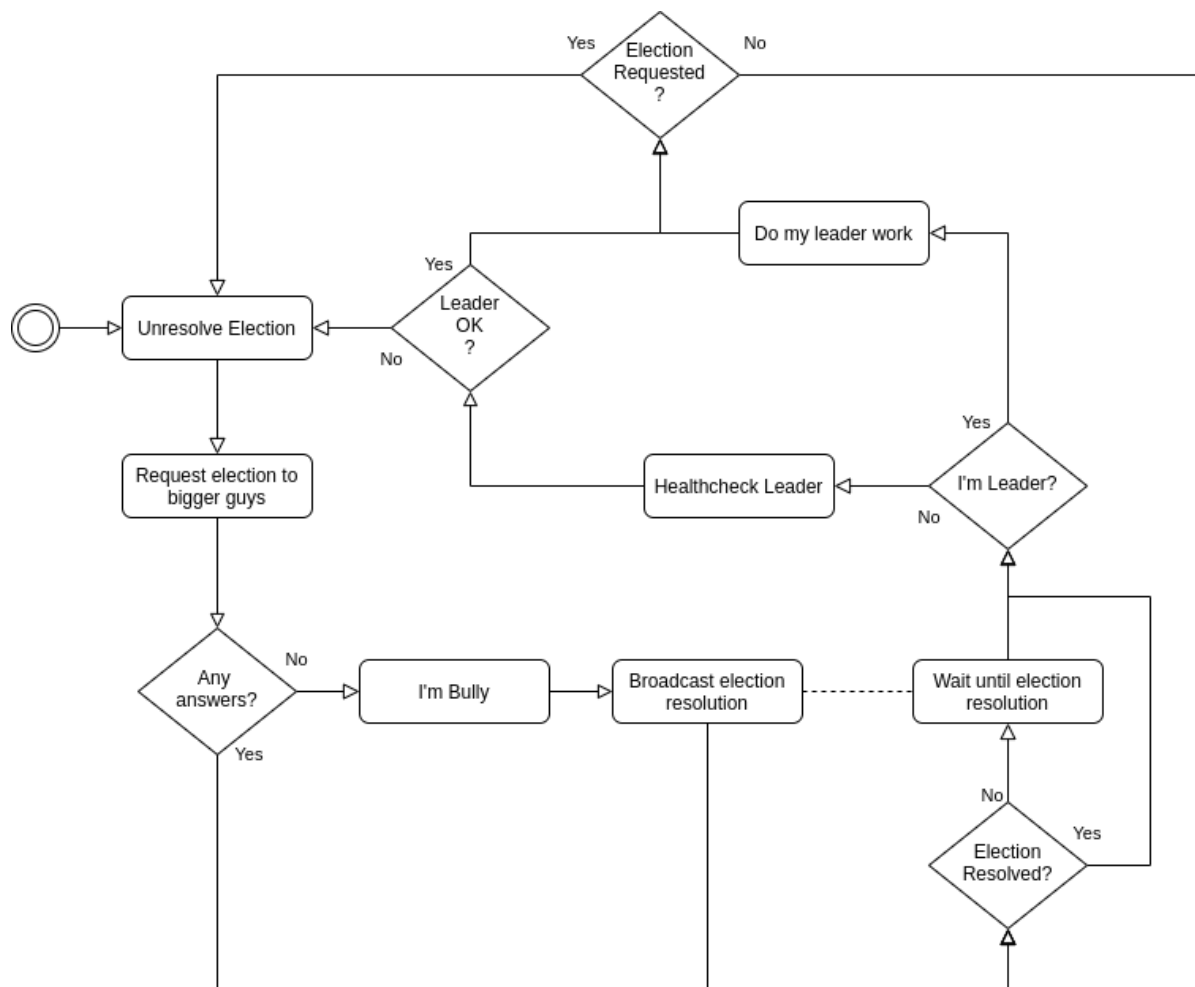 Yes
Election
Requested
?
No
Do my leader work
Yes
Leader
OK
?
No
Unresolve Election
Yes
I'm Leader?
No
Healthcheck Leader
Request election to
bigger guys
Any
answers?
No
Yes
I'm Bully
Broadcast election
resolution
Wait until election
resolution
No
Election
Resolved?
Yes